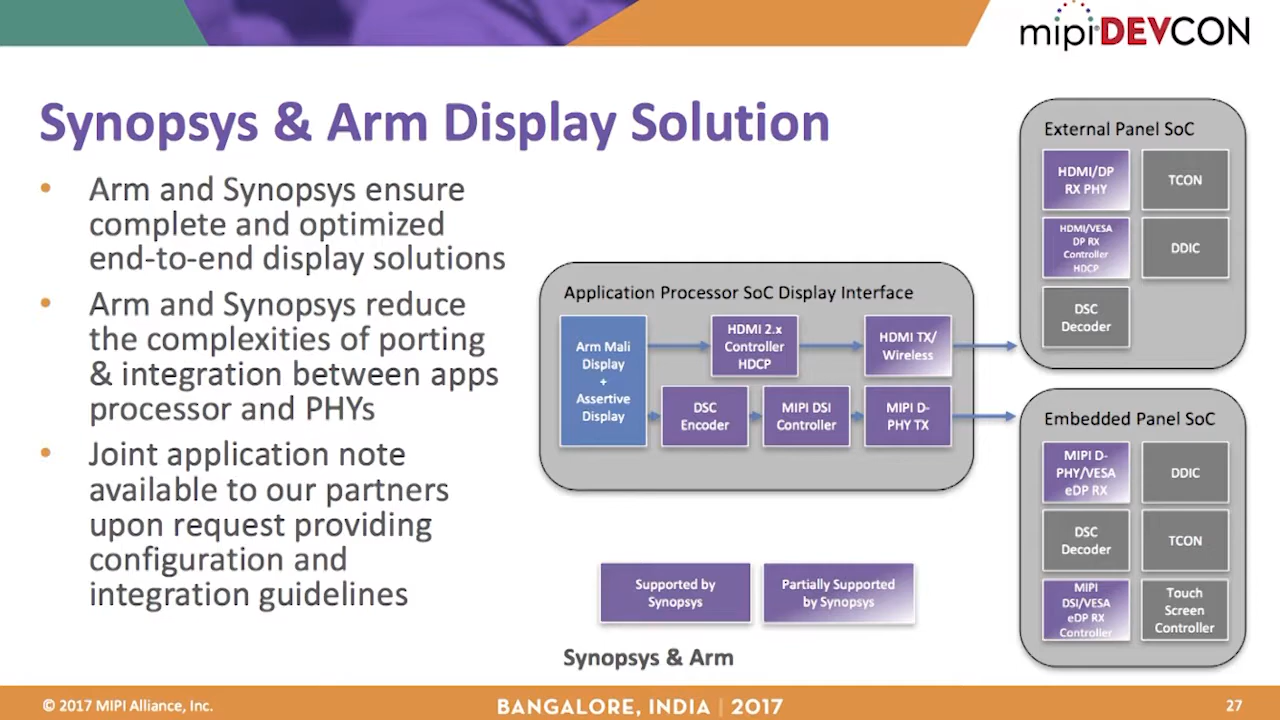 mipi DEVCON
Synopsys & Arm Display Solution
• Arm and Synopsys ensure
complete and optimized
end-to-end display solutions
• Arm and Synopsys reduce
the complexities of porting
& integration between apps
processor and PHYs
• Joint application note
available to our partners
upon request providing
configuration and
integration guidelines
Application Processor SoC Display Interface
Arm Mali
Display
+
Assertive
Display
HDMI 2.x
Controller
HDCP
HDMI TX/
Wireless
DSC
Encoder
MIPI DSI
Controller
MIPI D-
PHY TX
External Panel SoC
HDMI/DP
RX PHY
TCON
HDMI/VESA
DP RX
Controller
HDCP
DDIC
DSC
Decoder
Embedded Panel SoC
MIPI D-
PHY/VESA
eDP RX
DDIC
DSC
Decoder
TCON
MIPI
DSI/VESA
eDP RX
Controller
Touch
Screen
Controller
Supported by
Synopsys
Partially Supported
by Synopsys
Synopsys & Arm
© 2017 MIPI Alliance, Inc.
BANGALORE, INDIA | 2017
27